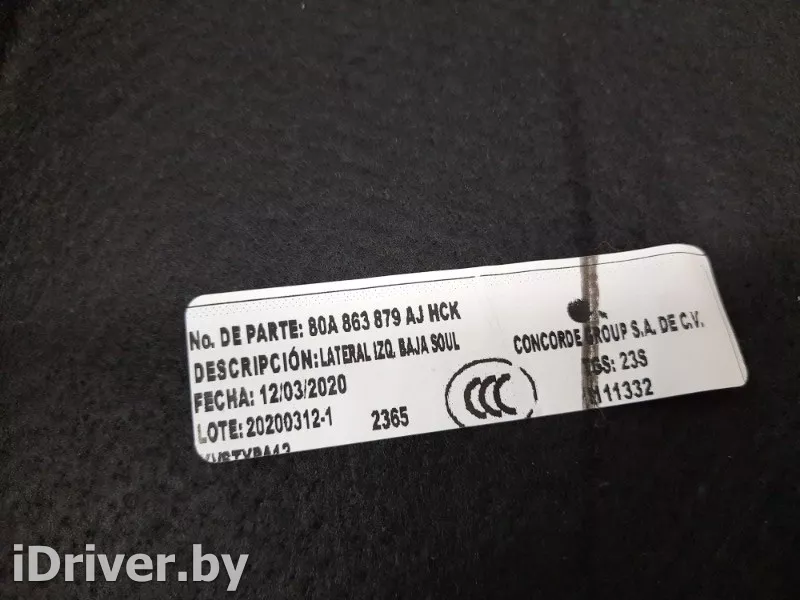 No. DE PARTE: 80A 863 879 AJ HCK
DESCRIPCIÓN: LATERAL IZQ. BAJA SOUL
FECHA: 12/03/2020
LOTE: 20200312-1 2365
CCC
CONCORDE GROUP S.A. DE C.V.
23S
111332
iDriver.by